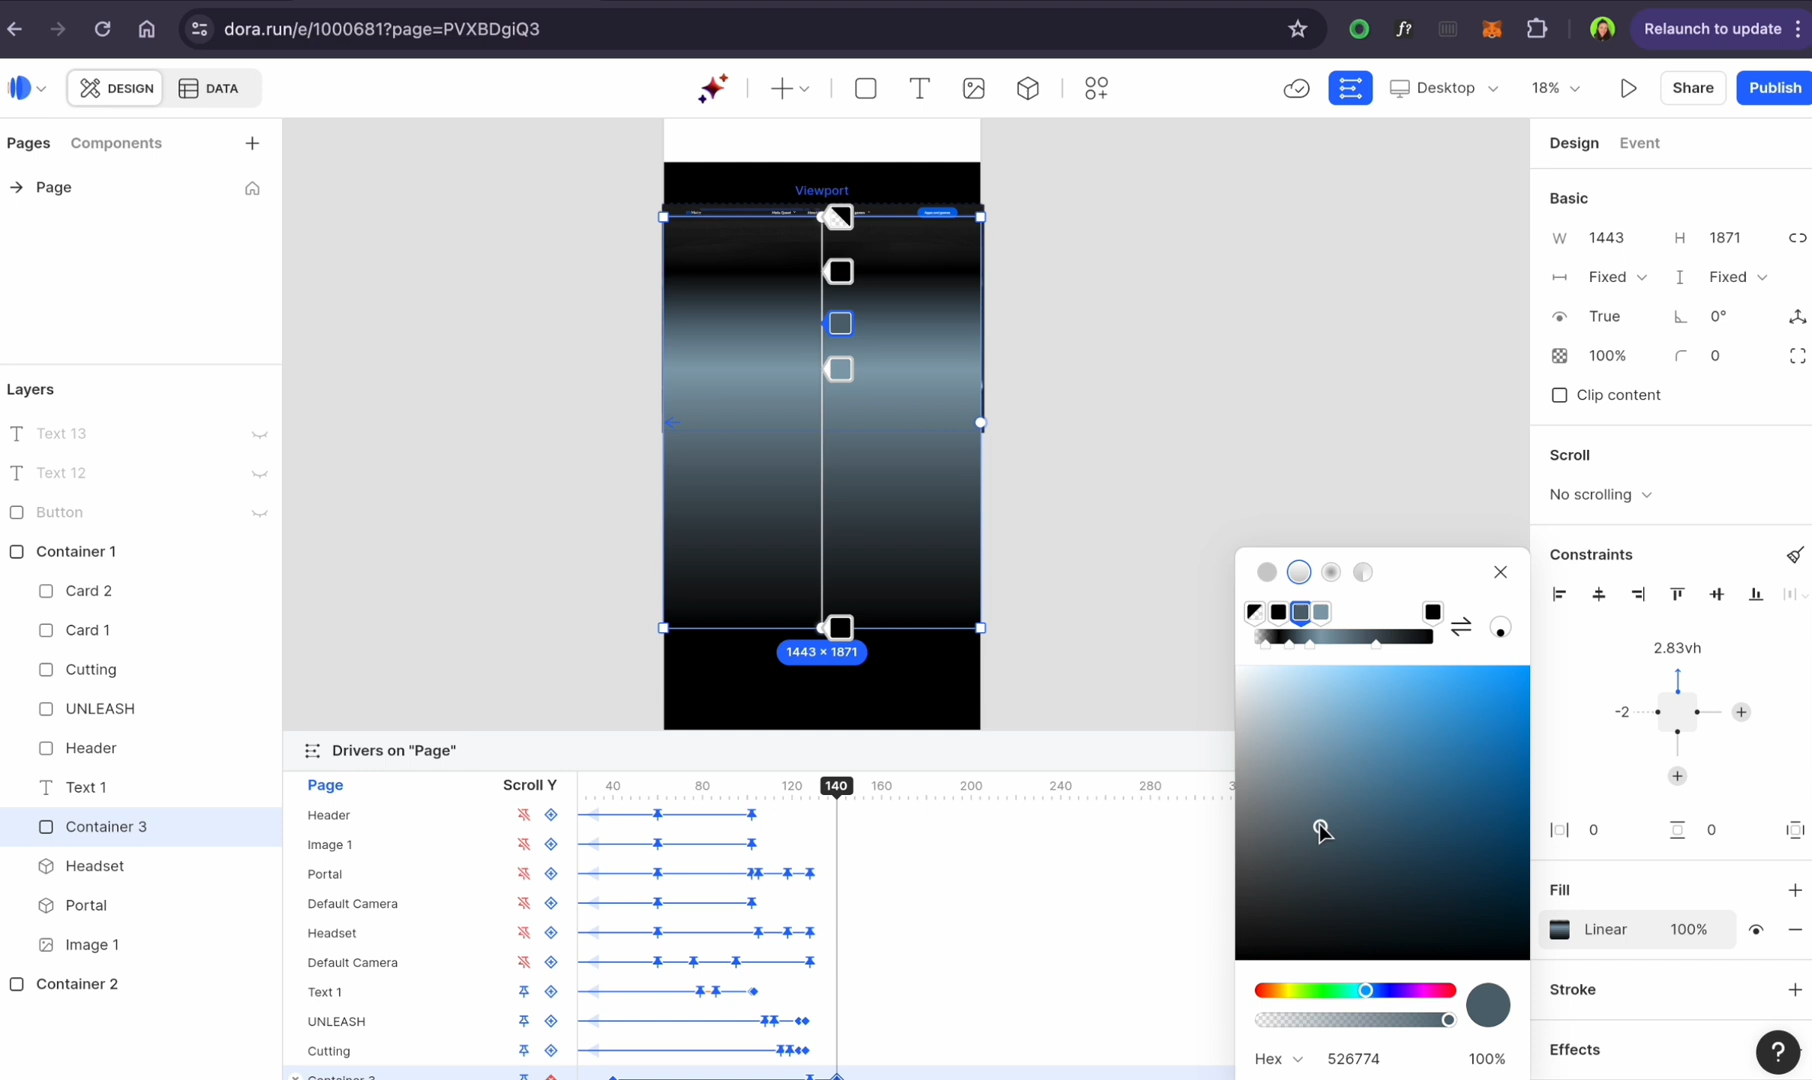 dora.run/e/1000681?page=PVXBDgiQ3
f?
Relaunch to update
DESIGN
DATA
Desktop
18%
Share
Publish
Pages
Components
Page
Layers
Text 13
Text 12
Button
Container 1
Card 2
Card 1
Cutting
UNLEASH
Header
Text 1
Container 3
Headset
Portal
Image 1
Container 2
Viewport
1443 × 1871
Drivers on "Page"
Page
Scroll Y
40
80
120
140
160
200
240
280
Header
Image 1
Portal
Default Camera
Headset
Default Camera
Text 1
UNLEASH
Cutting
Container 3
Hex
526774
100%
Design
Event
Basic
W
1443
H
1871
Fixed
Fixed
True
0°
100%
0
Clip content
Scroll
No scrolling
Constraints
2.83vh
-2
0
0
Fill
Linear
100%
Stroke
Effects
?